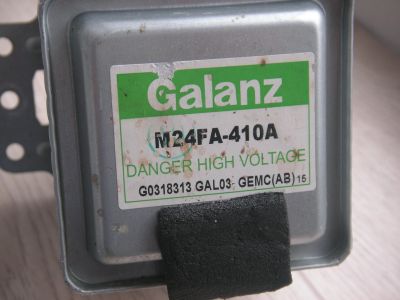 Galanz
M24FA-410A
DANGER HIGH VOLTAGE
G0318313 GAL03 GEMC(AB) 15